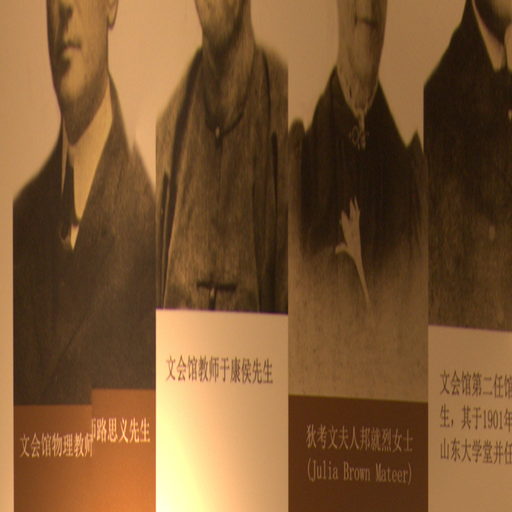 文会馆物理教师路思义先生
文会馆教师于康侯先生
狄考文夫人邦就烈女士
(Julia Brown Mateer)
文会馆第二任馆
生，其于1901年
山东大学堂并任